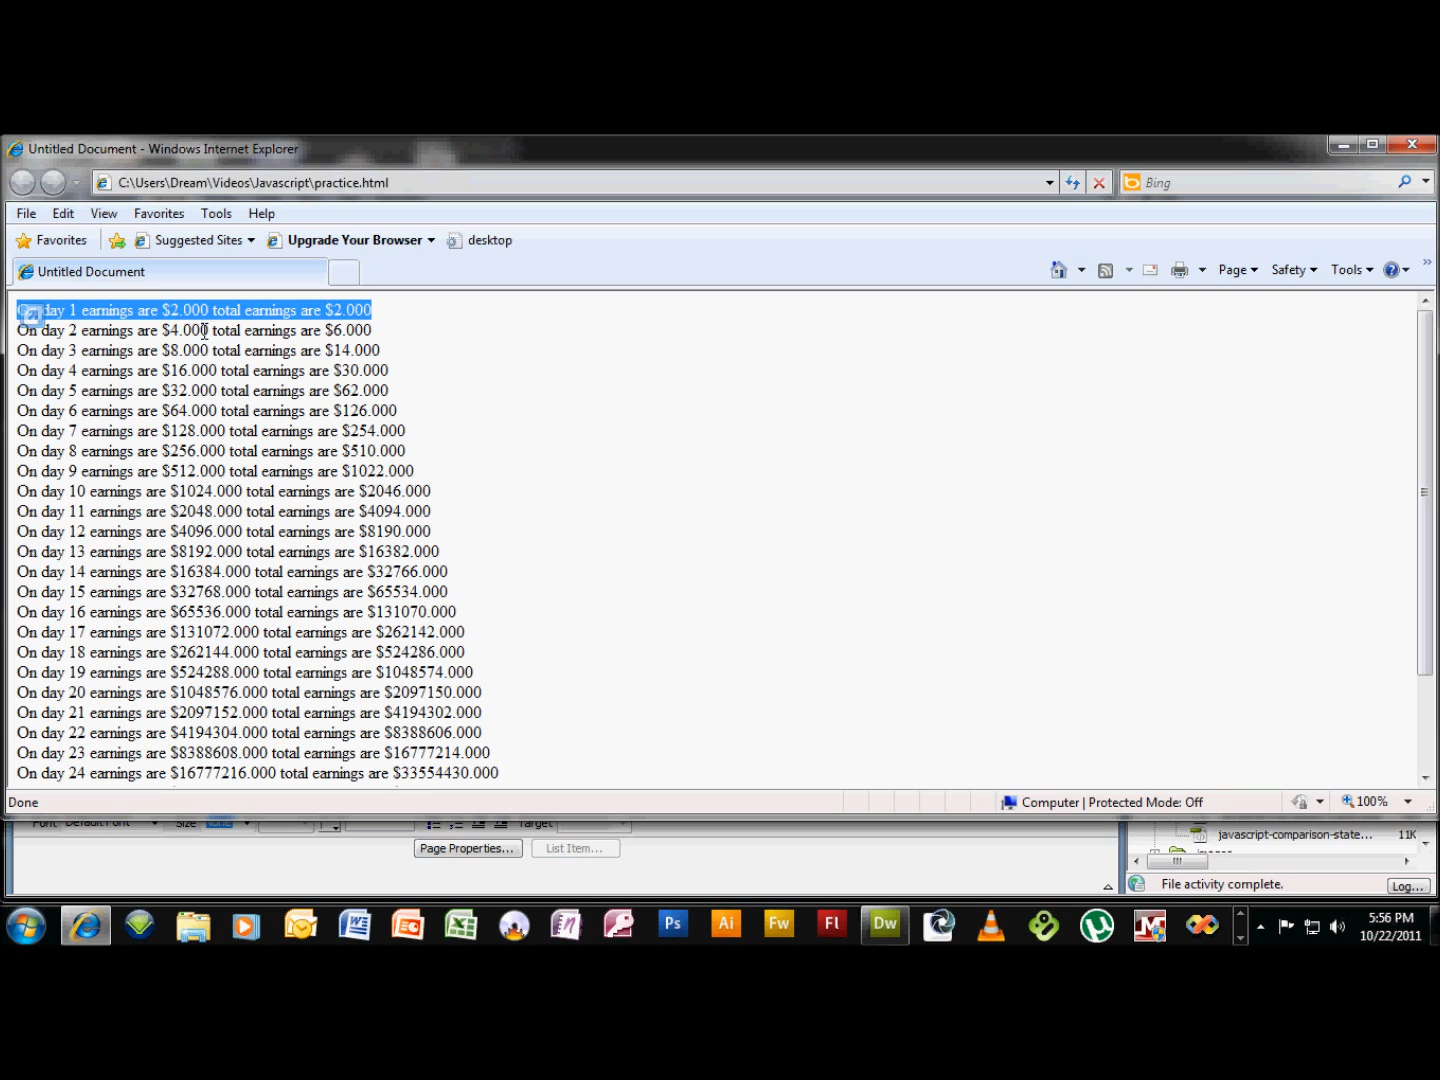 Untitled Document - Windows Internet Explorer
C:\Users\Dream\Videos\Javascript\practice.html
Bing
File Edit View Favorites Tools Help
Favorites Suggested Sites Upgrade Your Browser desktop
Untitled Document
Page Safety Tools
day 1 earnings are $2.000 total earnings are $2.000
On day 2 earnings are $4.000 total earnings are $6.000
On day 3 earnings are $8.000 total earnings are $14.000
On day 4 earnings are $16.000 total earnings are $30.000
On day 5 earnings are $32.000 total earnings are $62.000
On day 6 earnings are $64.000 total earnings are $126.000
On day 7 earnings are $128.000 total earnings are $254.000
On day 8 earnings are $256.000 total earnings are $510.000
On day 9 earnings are $512.000 total earnings are $1022.000
On day 10 earnings are $1024.000 total earnings are $2046.000
On day 11 earnings are $2048.000 total earnings are $4094.000
On day 12 earnings are $4096.000 total earnings are $8190.000
On day 13 earnings are $8192.000 total earnings are $16382.000
On day 14 earnings are $16384.000 total earnings are $32766.000
On day 15 earnings are $32768.000 total earnings are $65534.000
On day 16 earnings are $65536.000 total earnings are $131070.000
On day 17 earnings are $131072.000 total earnings are $262142.000
On day 18 earnings are $262144.000 total earnings are $524286.000
On day 19 earnings are $524288.000 total earnings are $1048574.000
On day 20 earnings are $1048576.000 total earnings are $2097150.000
On day 21 earnings are $2097152.000 total earnings are $4194302.000
On day 22 earnings are $4194304.000 total earnings are $8388606.000
On day 23 earnings are $8388608.000 total earnings are $16777214.000
On day 24 earnings are $16777216.000 total earnings are $33554430.000
Done
Computer | Protected Mode: Off
100%
Font Default Font Size Target
javascript-comparison-state... 11K
Page Properties... List Item...
File activity complete.
Log...
Ps Ai Fw Fl Dw
5:56 PM
10/22/2011